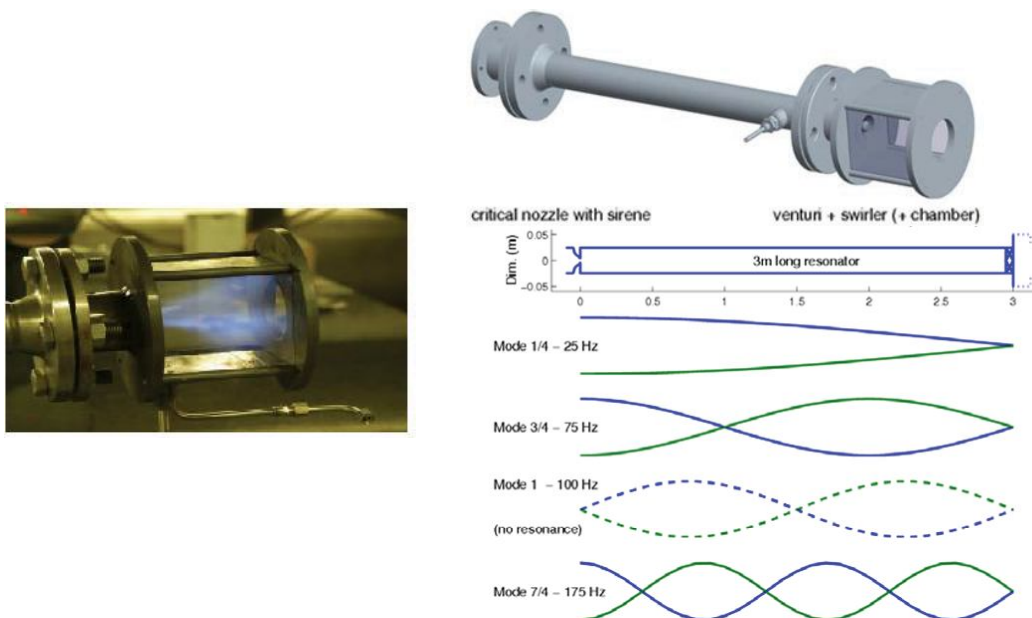 critical nozzle with sirene
venturi + swirler (+ chamber)
Dim. (m)
0.05
0
−0.05
3m long resonator
0
0.5
1
1.5
2
2.5
3
Mode 1/4 − 25 Hz
Mode 3/4 − 75 Hz
Mode 1 − 100 Hz
(no resonance)
Mode 7/4 − 175 Hz